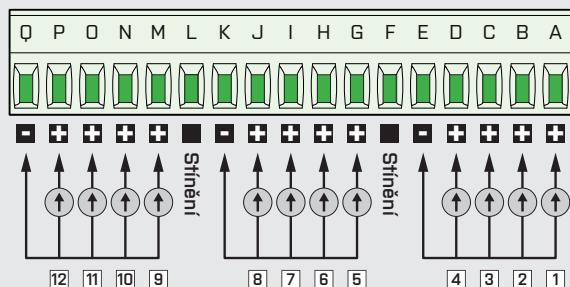 Q P O N M L K J I H G F E D C B A
- + + + + - + + + + - + + + +
Stínění Stínění
12 11 10 9 8 7 6 5 4 3 2 1